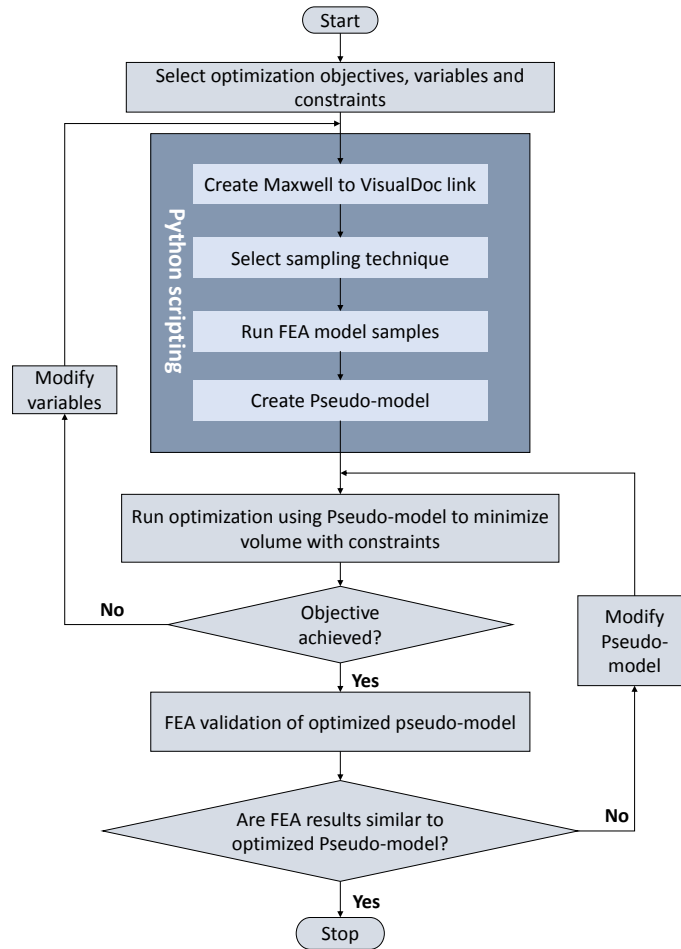 Start
Select optimization objectives, variables and
constraints
Python scripting
Create Maxwell to VisualDoc link
Select sampling technique
Run FEA model samples
Create Pseudo-model
Modify
variables
Run optimization using Pseudo-model to minimize
volume with constraints
No
Objective
achieved?
Modify
Pseudo-
model
Yes
FEA validation of optimized pseudo-model
Are FEA results similar to
optimized Pseudo-model?
No
Yes
Stop